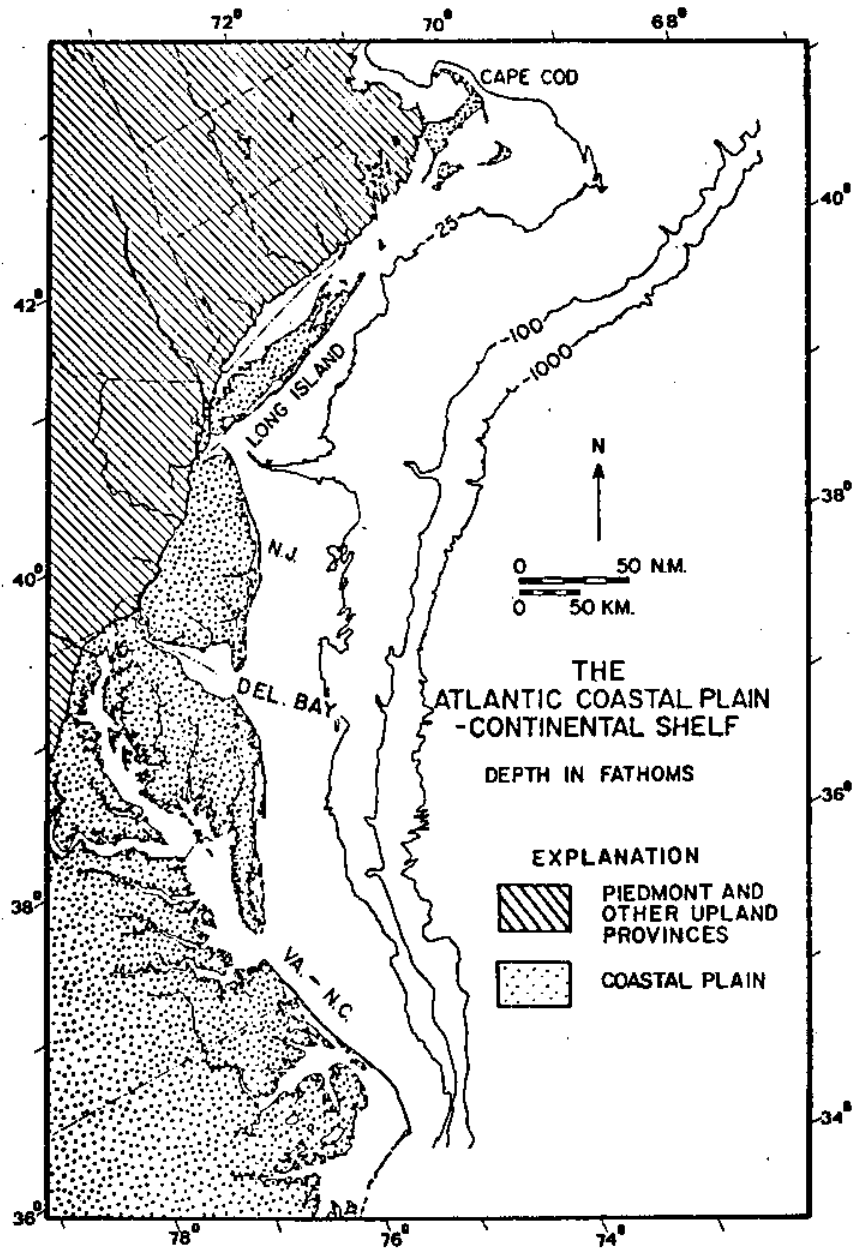 72° 70° 68°
CAPE COD
40°
-25
42°
-100
-1000
LONG ISLAND
N
38°
N.J.
0 50 N.M.
0 50 KM.
40°
THE
ATLANTIC COASTAL PLAIN
-CONTINENTAL SHELF
DEL. BAY
DEPTH IN FATHOMS
36°
EXPLANATION
PIEDMONT AND
OTHER UPLAND
PROVINCES
38°
COASTAL PLAIN
VA. - N.C.
34°
36°
78° 76° 74°